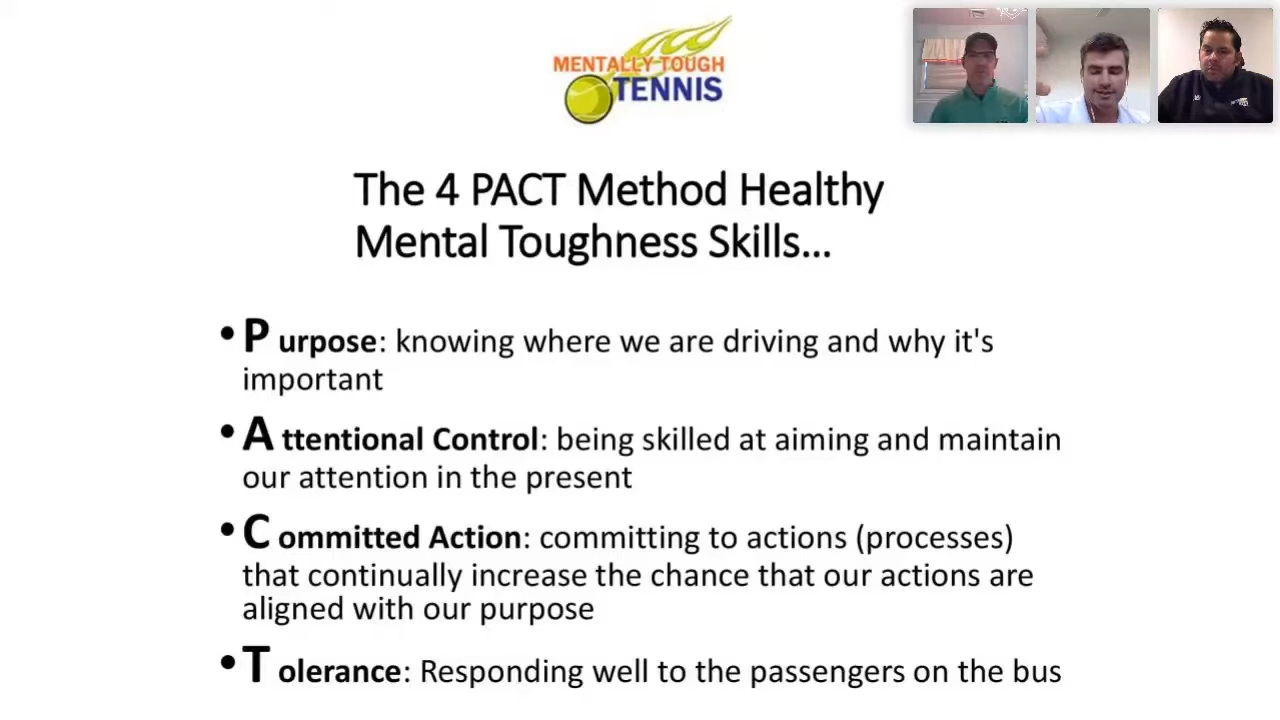 MENTALLY TOUGH
TENNIS
The 4 PACT Method Healthy
Mental Toughness Skills...
•P urpose: knowing where we are driving and why it's
important
•A ttentional Control: being skilled at aiming and maintain
our attention in the present
•C ommitted Action: committing to actions (processes)
that continually increase the chance that our actions are
aligned with our purpose
•T olerance: Responding well to the passengers on the bus